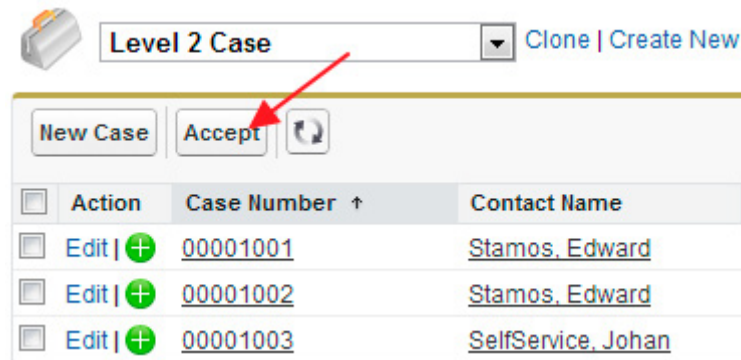 Level 2 Case Clone | Create New
New Case Accept
Action Case Number ↑ Contact Name
Edit | 00001001 Stamos, Edward
Edit | 00001002 Stamos, Edward
Edit | 00001003 SelfService, Johan